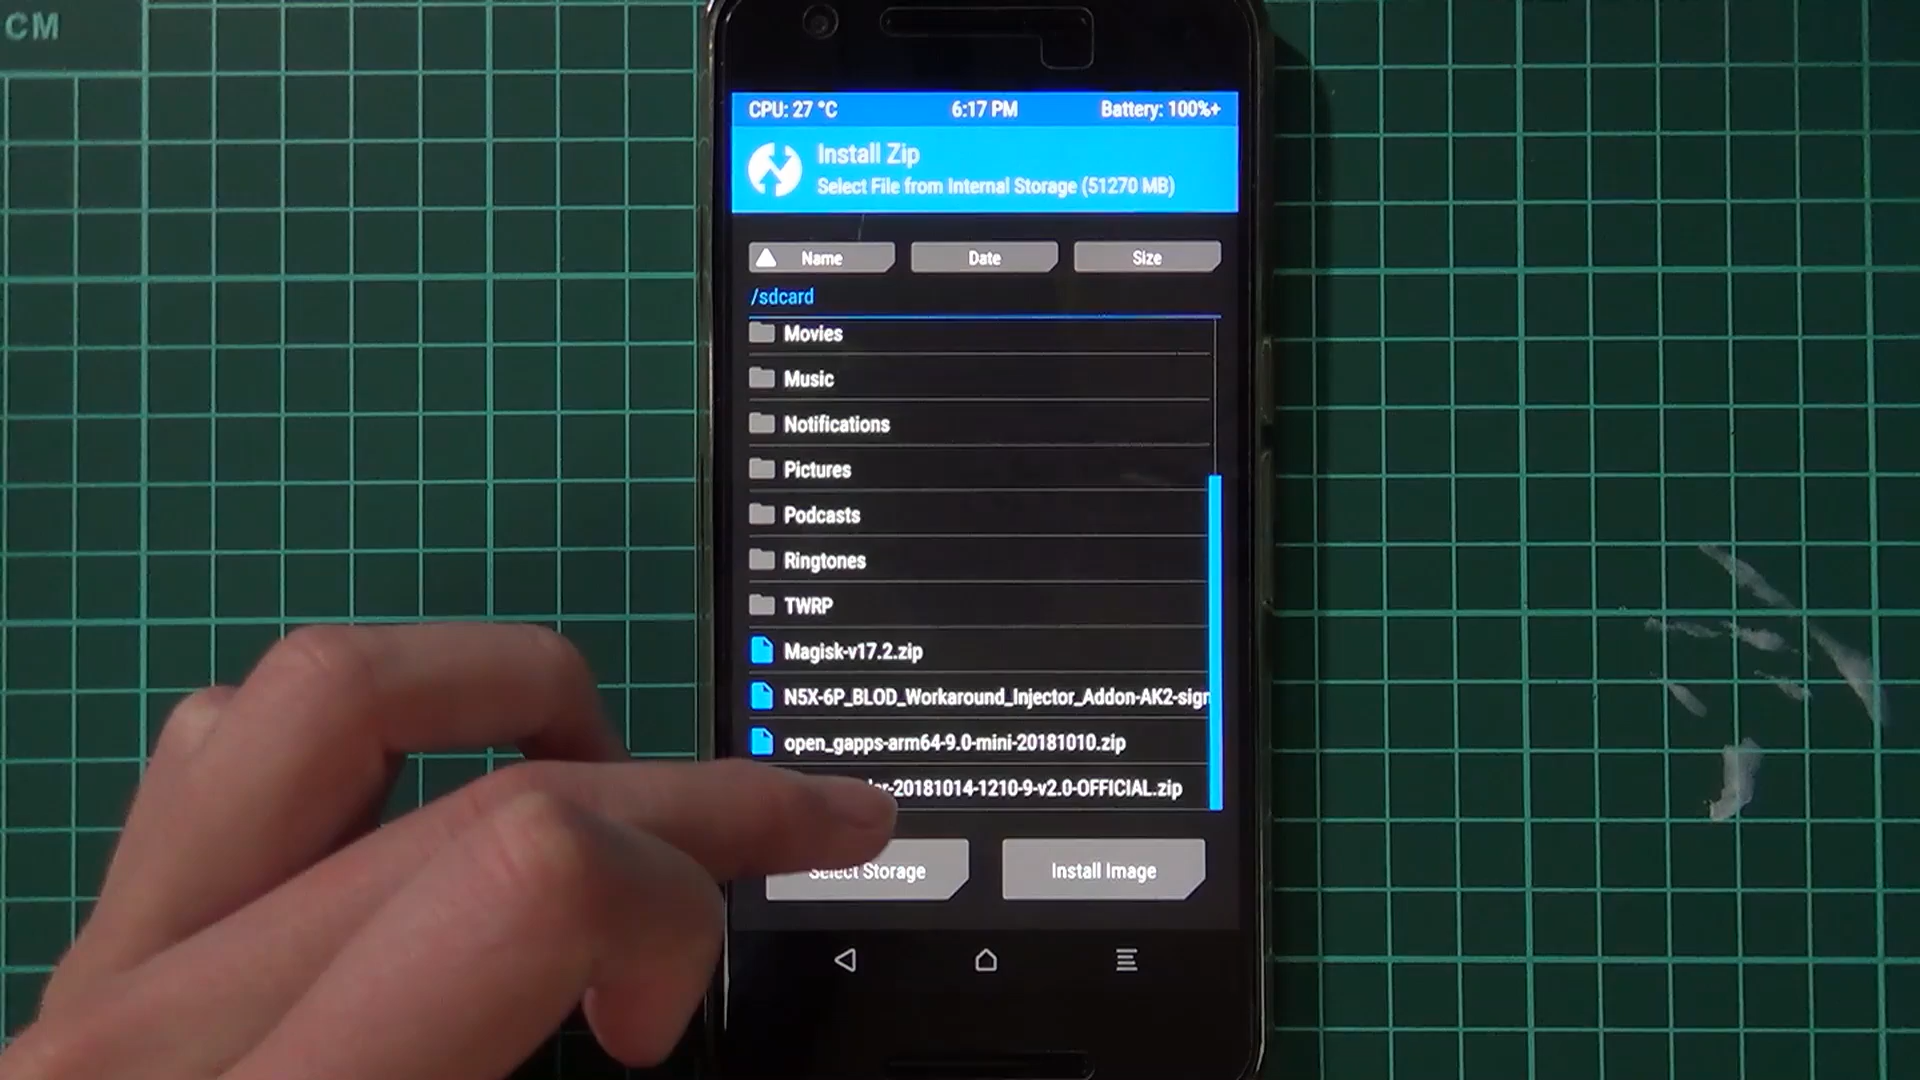 CM
CPU: 27 °C 6:17 PM Battery: 100%+
Install Zip
Select File from Internal Storage (51270 MB)
Name Date Size
/sdcard
Movies
Music
Notifications
Pictures
Podcasts
Ringtones
TWRP
Magisk-v17.2.zip
N5X-6P_BLOD_Workaround_Injector_Addon-AK2-sign
open_gapps-arm64-9.0-mini-20181010.zip
-20181014-1210-9-v2.0-OFFICIAL.zip
Select Storage Install Image